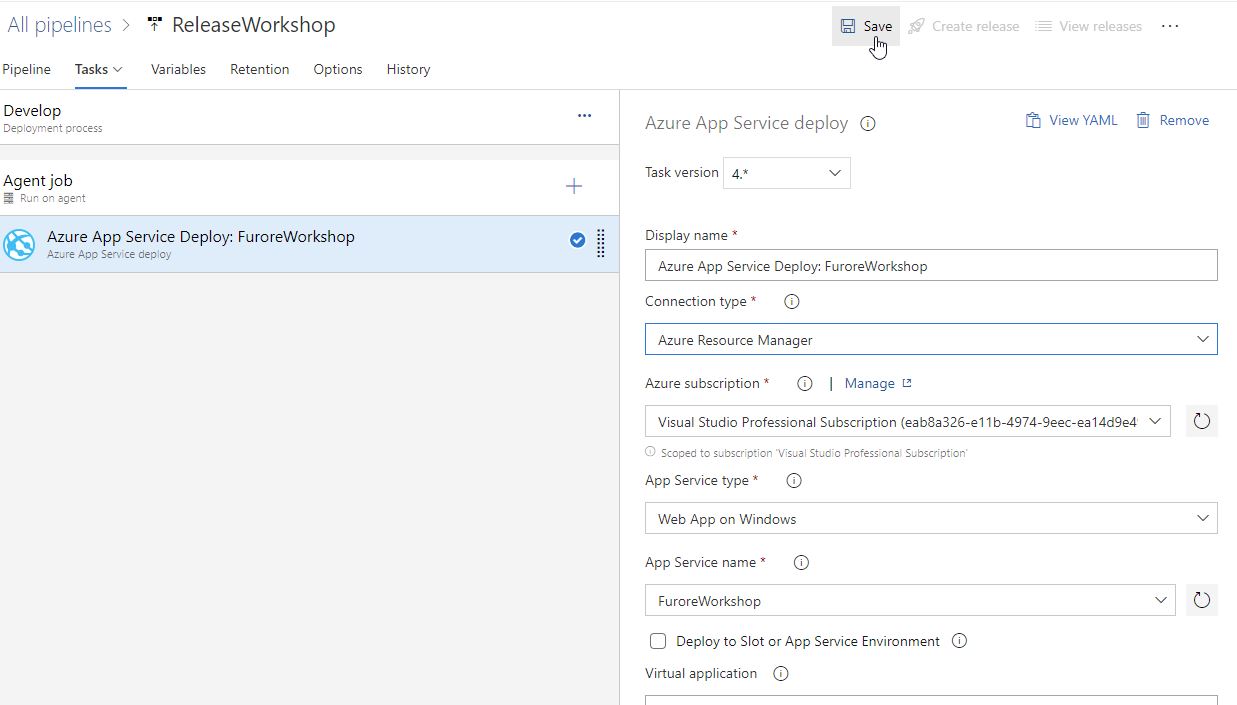 All pipelines > ReleaseWorkshop
Save Create release View releases ...
Pipeline Tasks Variables Retention Options History
Develop
Deployment process
Agent job
Run on agent
Azure App Service Deploy: FuroreWorkshop
Azure App Service deploy
Azure App Service deploy
View YAML Remove
Task version 4.*
Display name *
Azure App Service Deploy: FuroreWorkshop
Connection type *
Azure Resource Manager
Azure subscription * | Manage
Visual Studio Professional Subscription (eab8a326-e11b-4974-9eec-ea14d9e4
Scoped to subscription 'Visual Studio Professional Subscription'
App Service type *
Web App on Windows
App Service name *
FuroreWorkshop
Deploy to Slot or App Service Environment
Virtual application